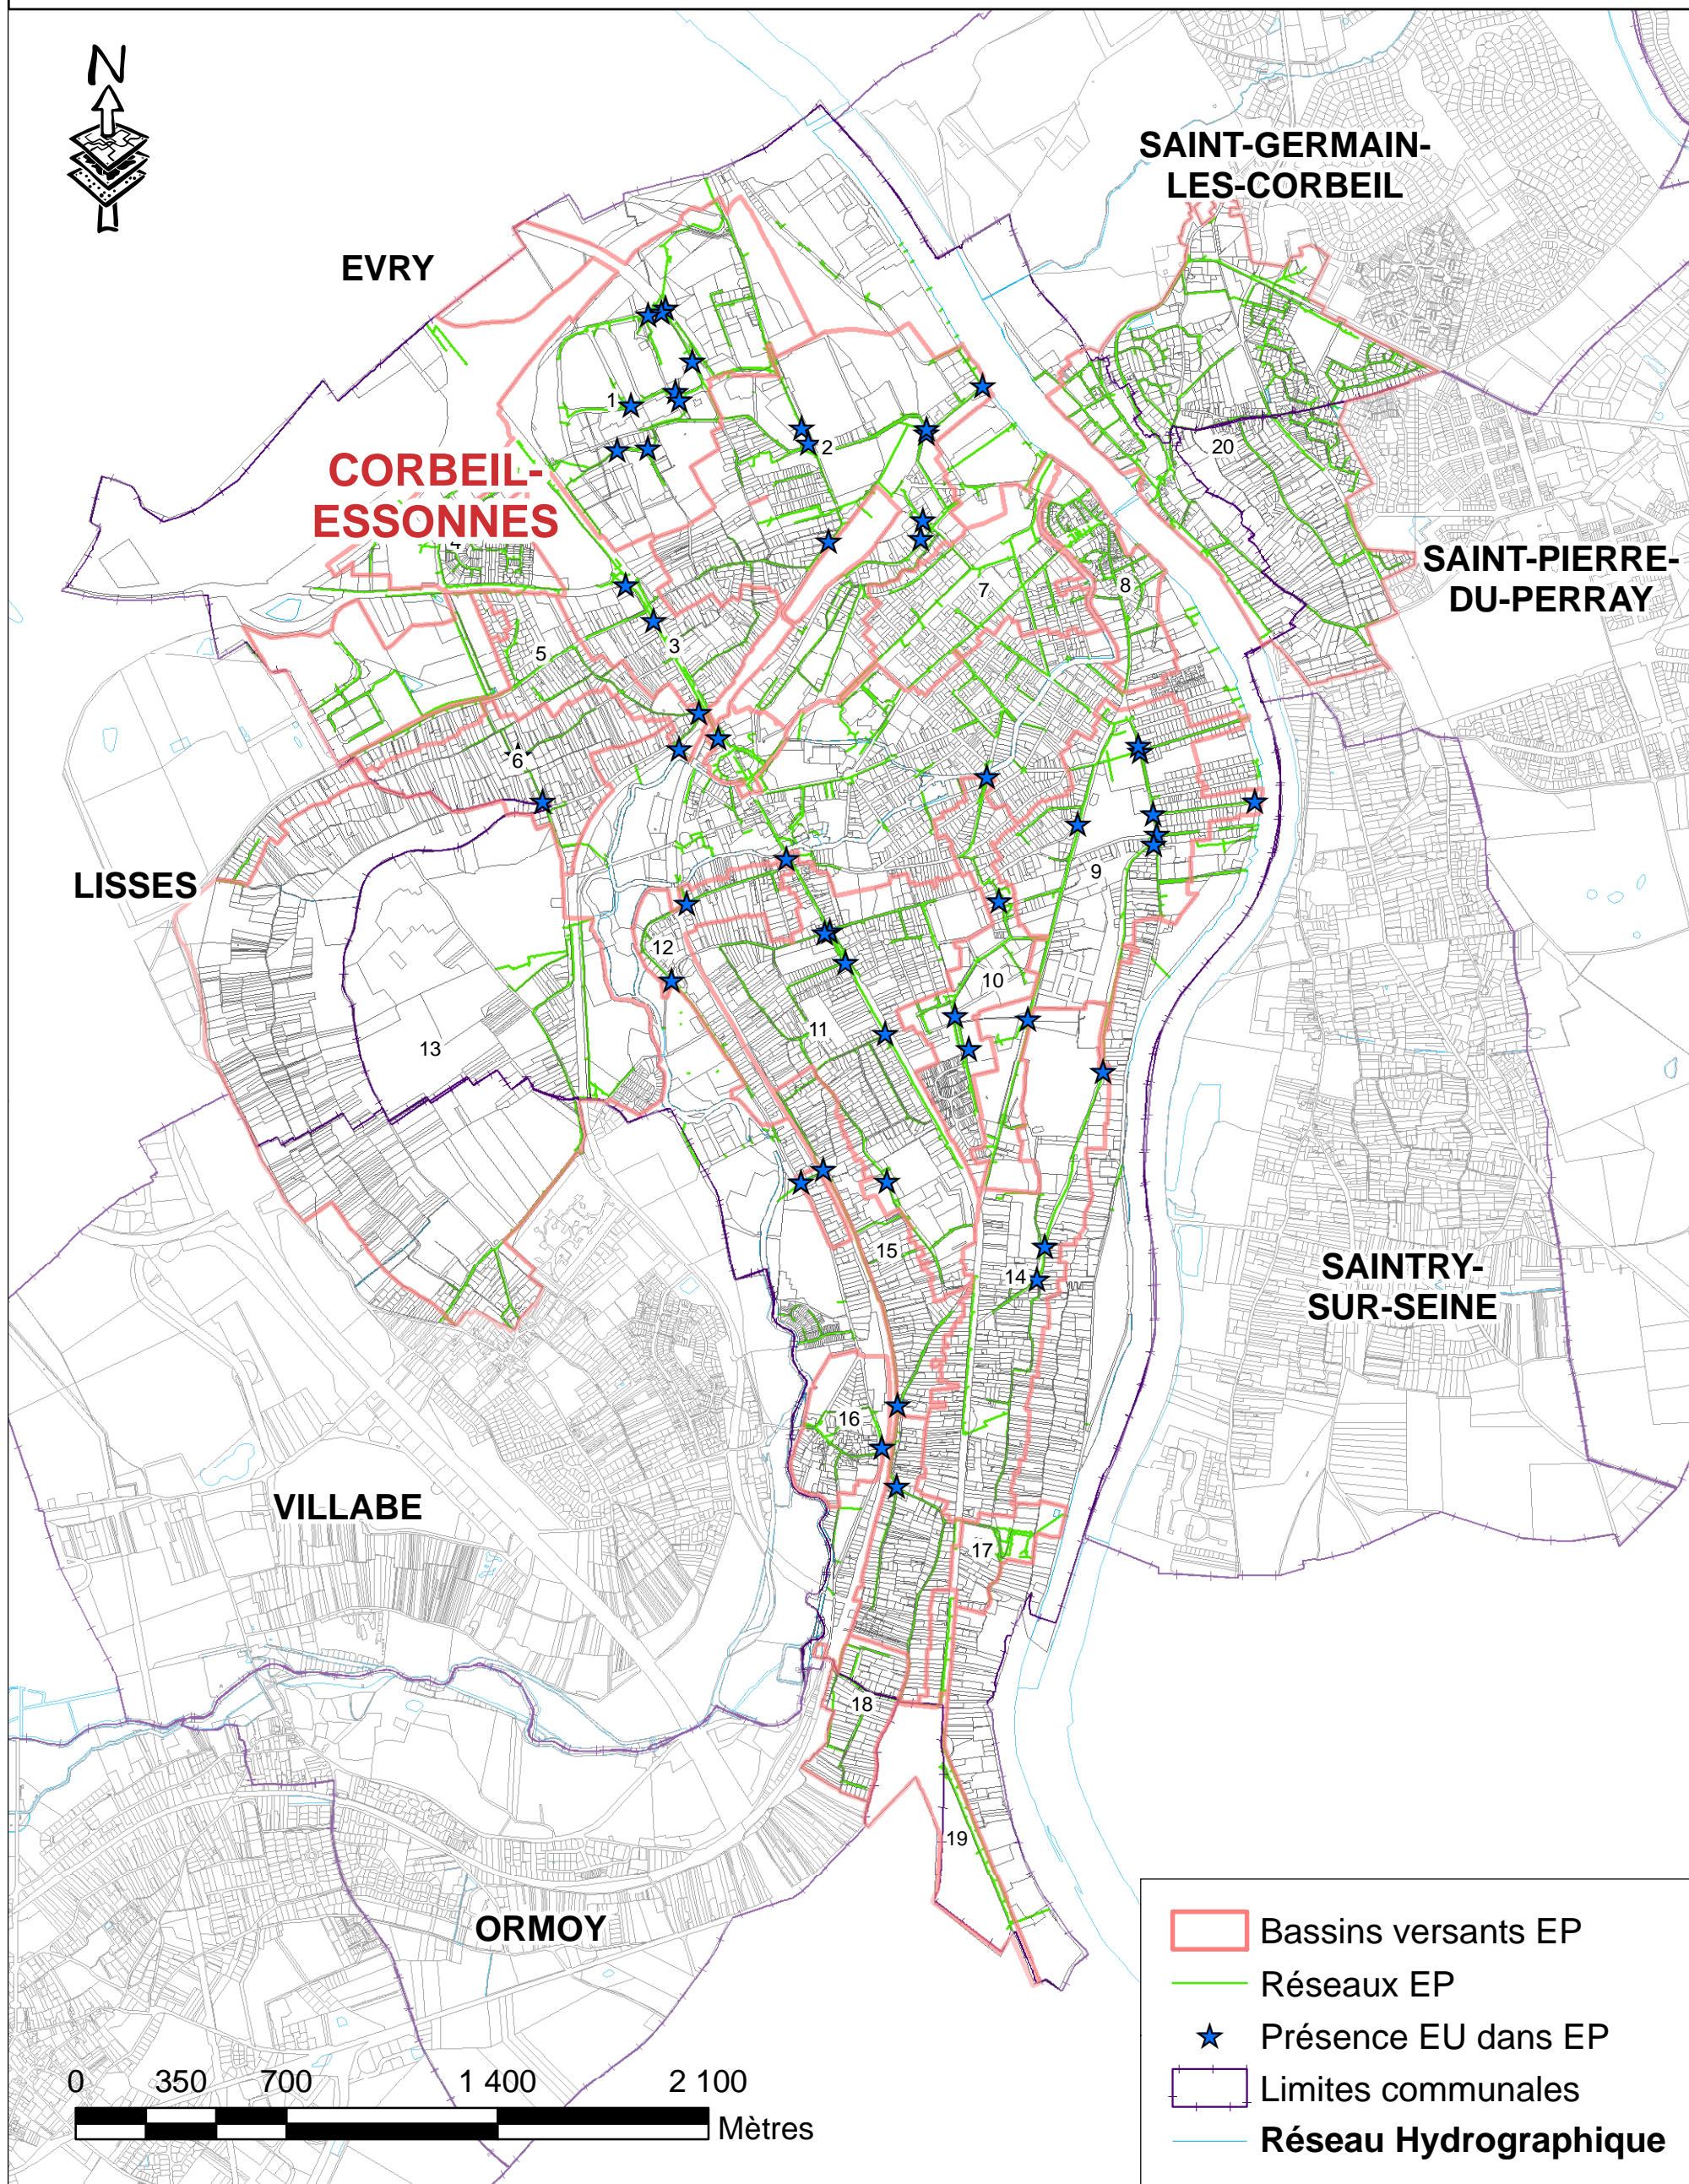 N
SAINT-GERMAIN-
LES-CORBEIL
EVRY
1
2
20
CORBEIL-
ESSONNES
4
SAINT-PIERRE-
DU-PERRAY
7
8
3
5
6
LISSES
9
12
10
11
13
15
14
SAINTRY-
SUR-SEINE
16
VILLABE
17
18
19
ORMOY
Bassins versants EP
Réseaux EP
Présence EU dans EP
Limites communales
Réseau Hydrographique
0 350 700 1 400 2 100
Mètres